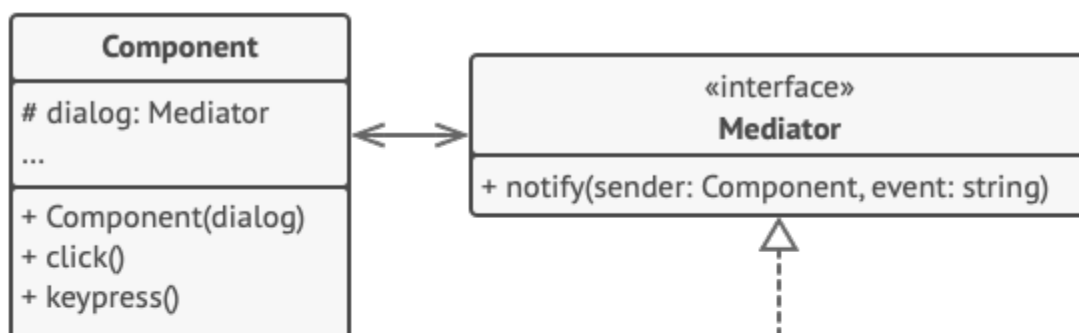 Component
# dialog: Mediator
...
+ Component(dialog)
+ click()
+ keypress()
«interface»
Mediator
+ notify(sender: Component, event: string)